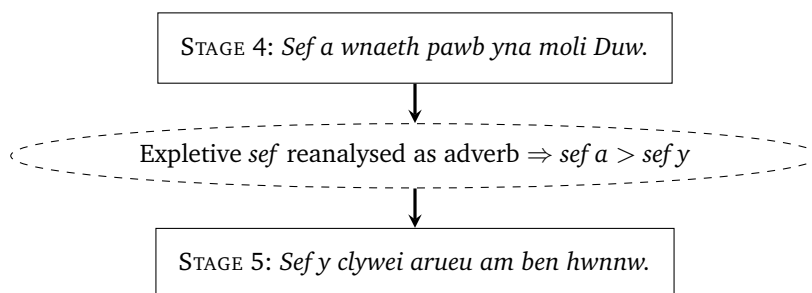 STAGE 4: Sef a wnaeth pawb yna moli Duw.
Expletive sef reanalysed as adverb ⇒ sef a > sef y
STAGE 5: Sef y clywei arueu am ben hwnnw.